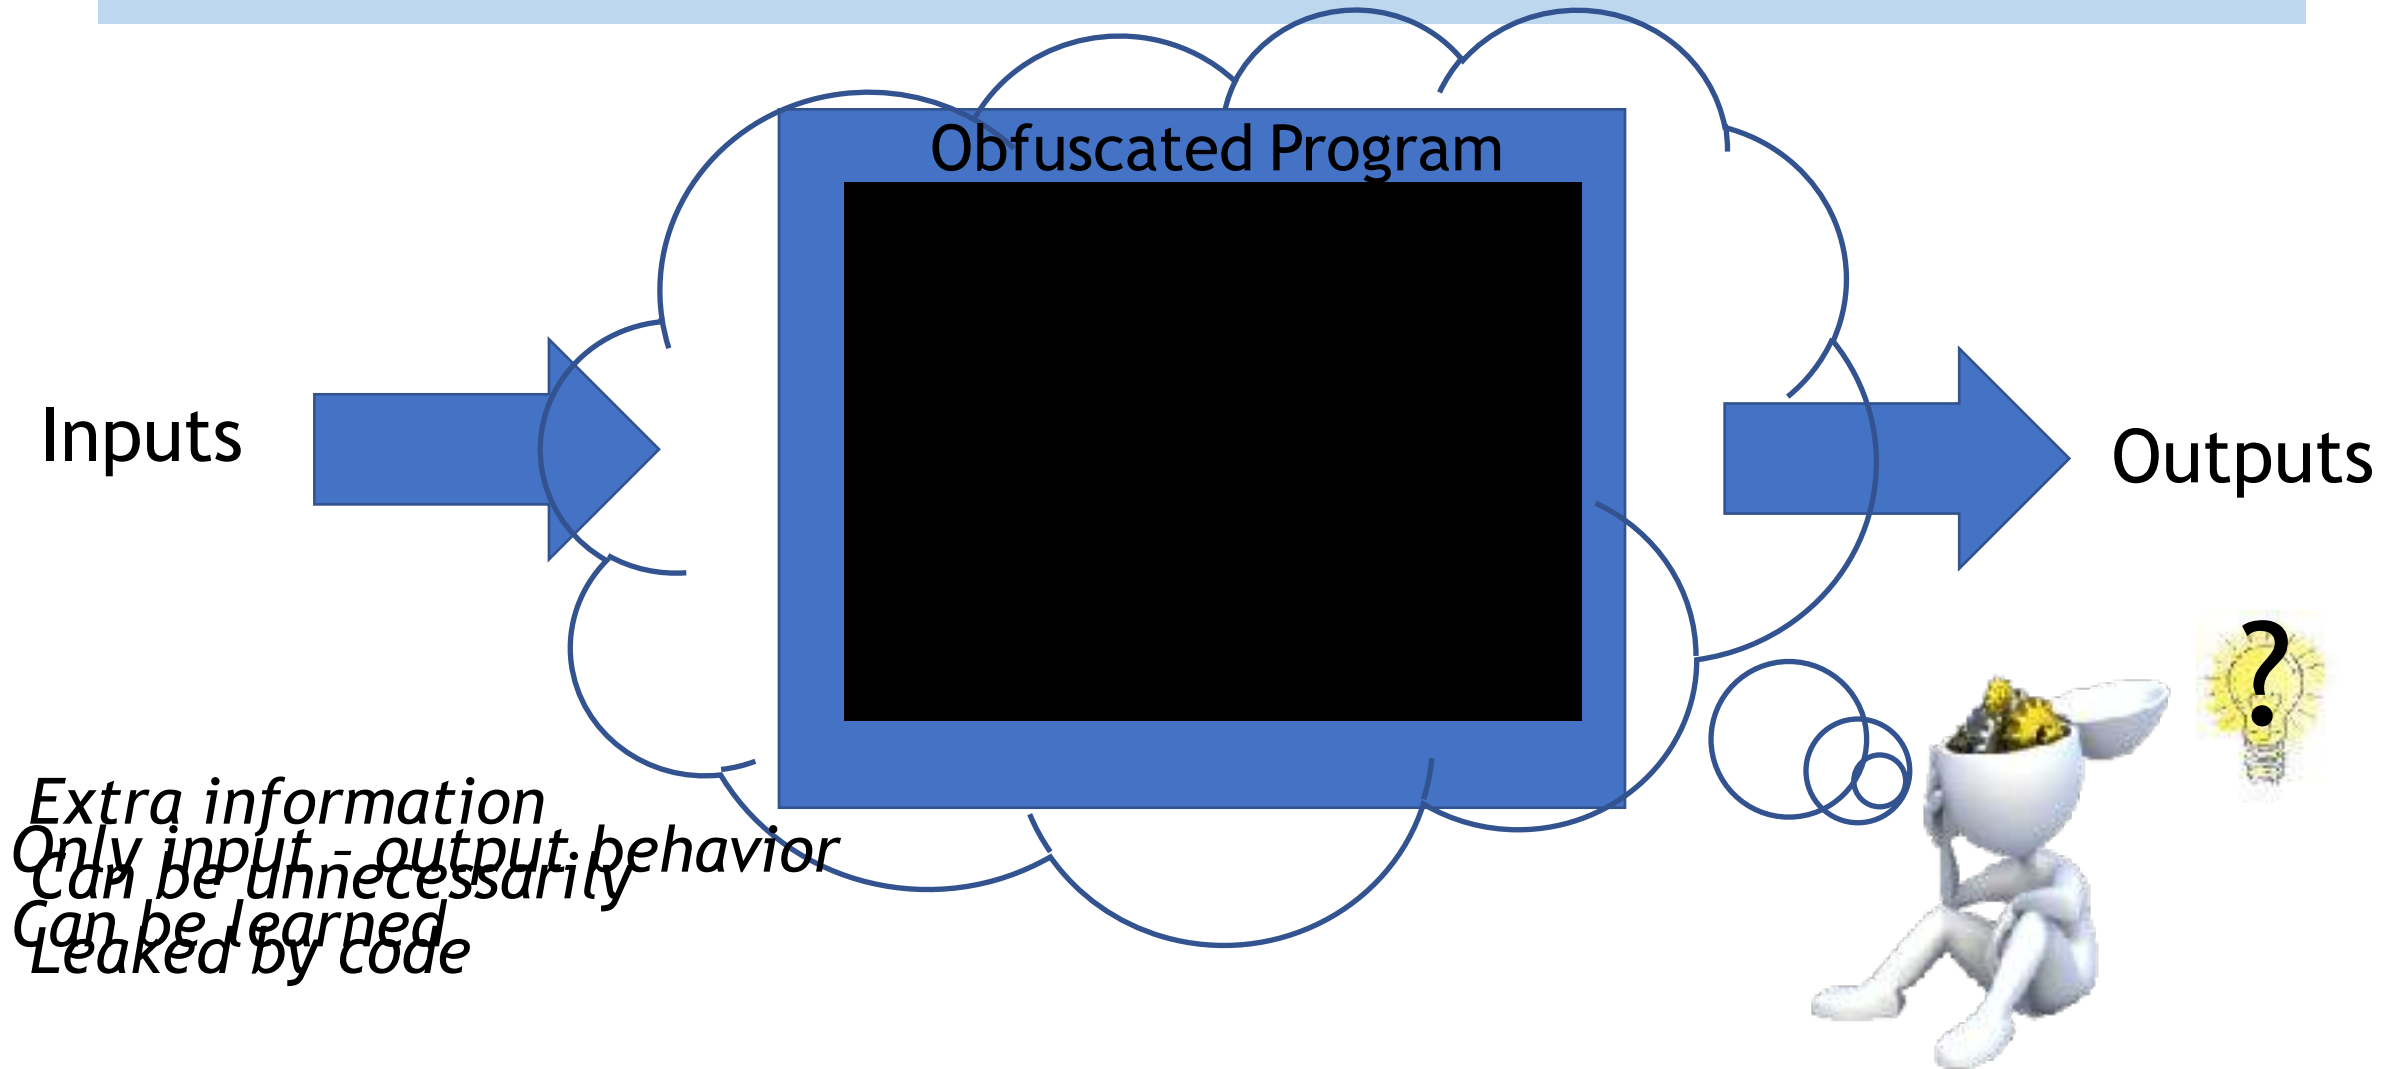 Obfuscated Program
Inputs
Outputs
?
Extra information
Can be unnecessarily
Leaked by code
Only input - output behavior
Can be learned